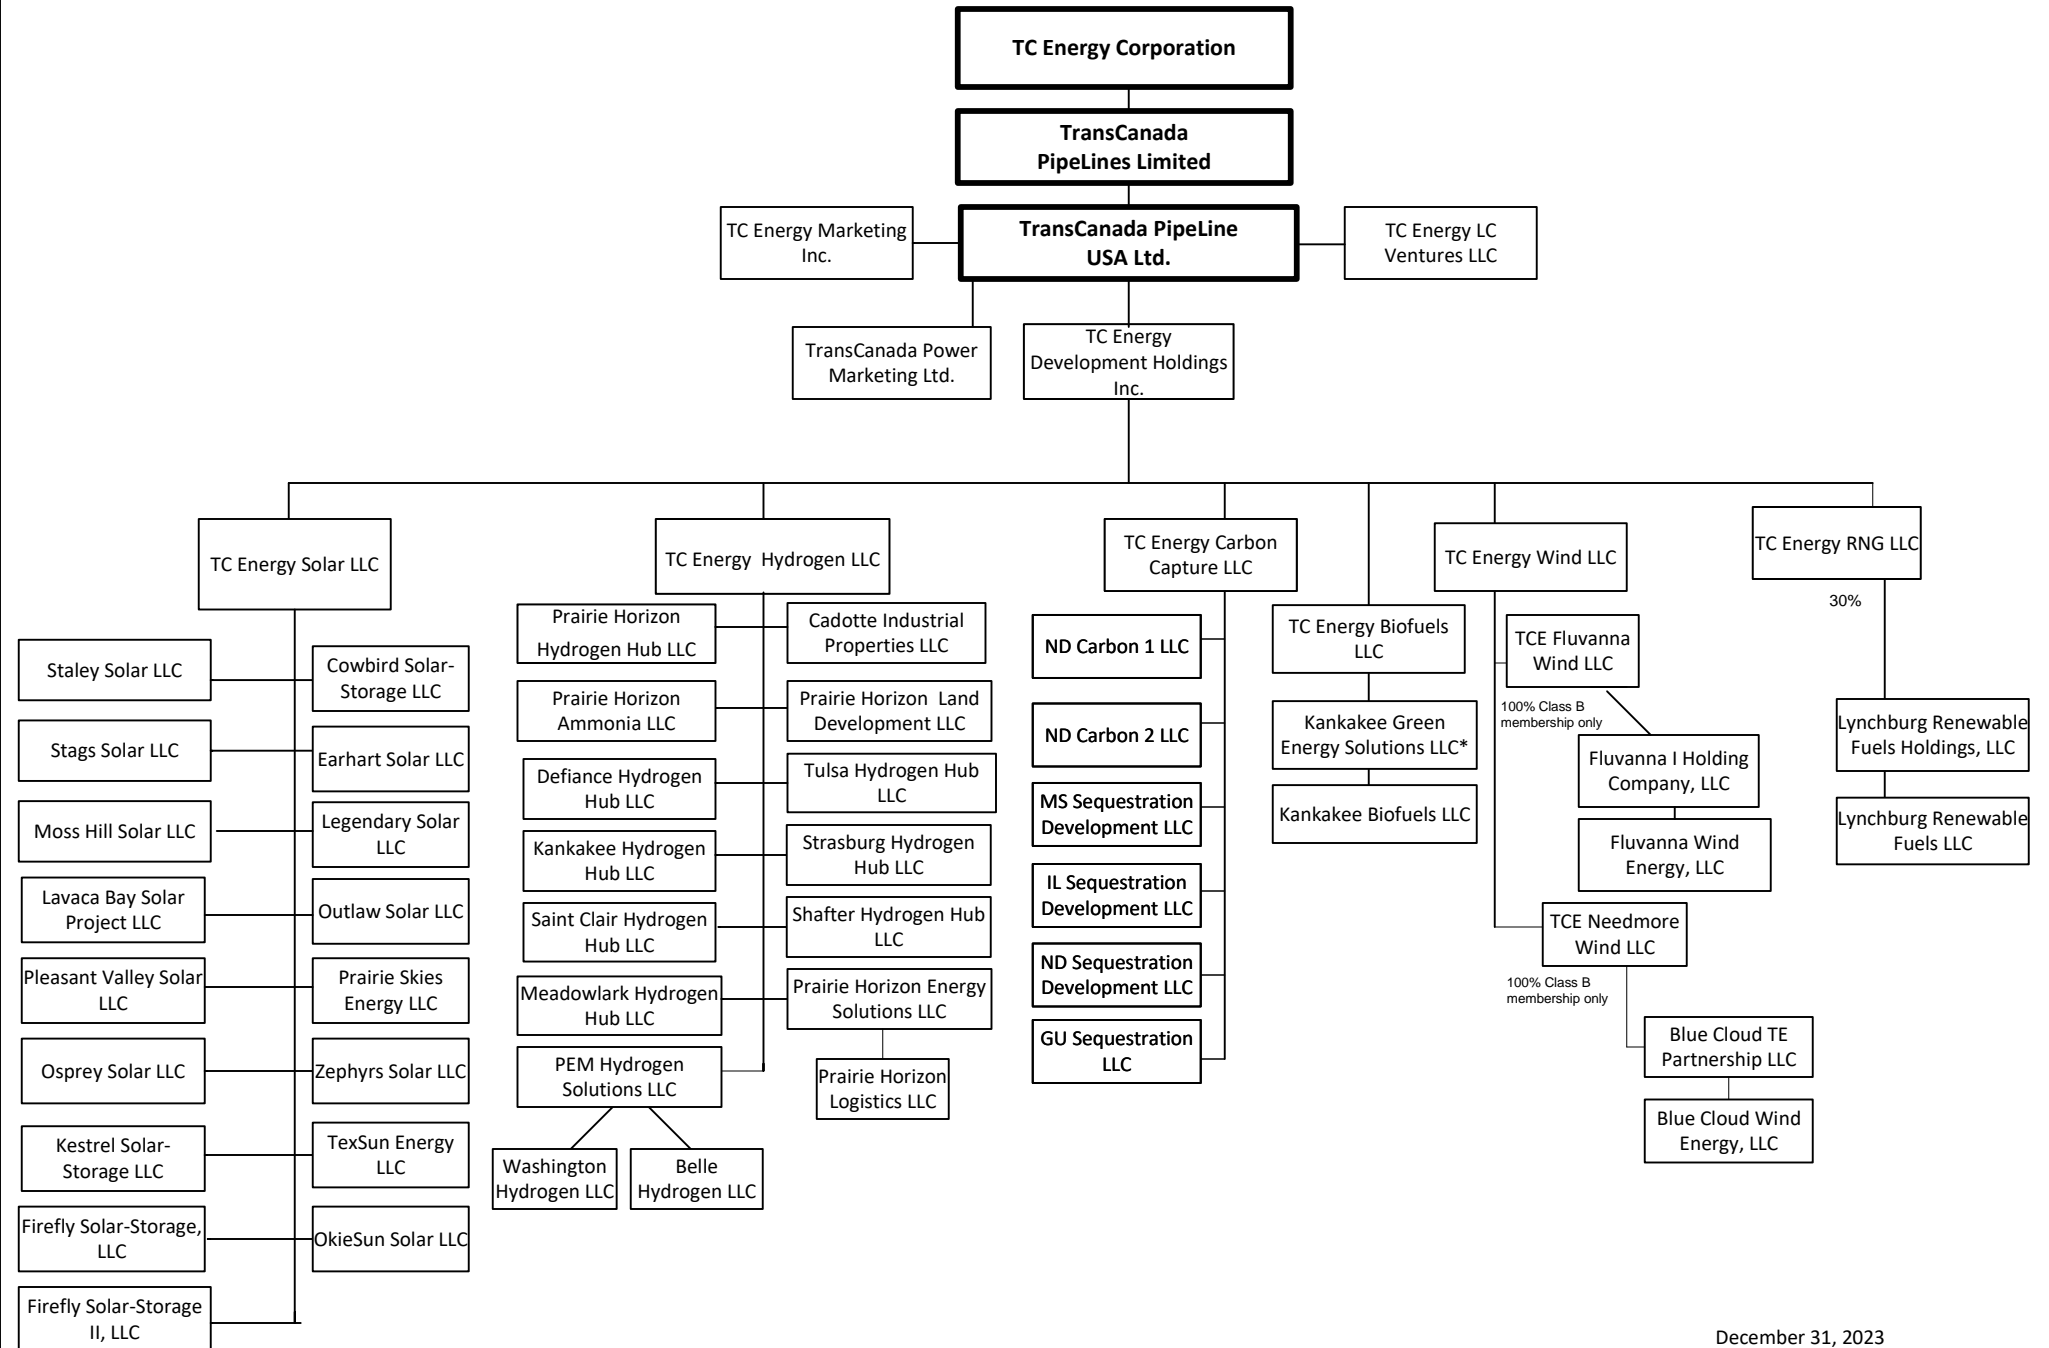 TC Energy Corporation
TransCanada
PipeLines Limited
TC Energy Marketing
Inc.
TransCanada PipeLine
USA Ltd.
TC Energy LC
Ventures LLC
TransCanada Power
Marketing Ltd.
TC Energy
Development Holdings
Inc.
TC Energy Solar LLC
Staley Solar LLC
Cowbird Solar-
Storage LLC
Stags Solar LLC
Earhart Solar LLC
Moss Hill Solar LLC
Legendary Solar
LLC
Lavaca Bay Solar
Project LLC
Outlaw Solar LLC
Pleasant Valley Solar
LLC
Prairie Skies
Energy LLC
Osprey Solar LLC
Zephyrs Solar LLC
Kestrel Solar-
Storage LLC
TexSun Energy
LLC
Firefly Solar-Storage,
LLC
OkieSun Solar LLC
Firefly Solar-Storage
II, LLC
TC Energy  Hydrogen LLC
Prairie Horizon
Hydrogen Hub LLC
Cadotte Industrial
Properties LLC
Prairie Horizon
Ammonia LLC
Prairie Horizon  Land
Development LLC
Defiance Hydrogen
Hub LLC
Tulsa Hydrogen Hub
LLC
Kankakee Hydrogen
Hub LLC
Strasburg Hydrogen
Hub LLC
Saint Clair Hydrogen
Hub LLC
Shafter Hydrogen Hub
LLC
Meadowlark Hydrogen
Hub LLC
Prairie Horizon Energy
Solutions LLC
PEM Hydrogen
Solutions LLC
Prairie Horizon
Logistics LLC
Washington
Hydrogen LLC
Belle
Hydrogen LLC
TC Energy Carbon
Capture LLC
ND Carbon 1 LLC
ND Carbon 2 LLC
MS Sequestration
Development LLC
IL Sequestration
Development LLC
ND Sequestration
Development LLC
GU Sequestration
LLC
TC Energy Biofuels
LLC
Kankakee Green
Energy Solutions LLC*
Kankakee Biofuels LLC
TC Energy Wind LLC
TCE Fluvanna
Wind LLC
100% Class B
membership only
Fluvanna I Holding
Company, LLC
Fluvanna Wind
Energy, LLC
TCE Needmore
Wind LLC
100% Class B
membership only
Blue Cloud TE
Partnership LLC
Blue Cloud Wind
Energy, LLC
TC Energy RNG LLC
30%
Lynchburg Renewable
Fuels Holdings, LLC
Lynchburg Renewable
Fuels LLC
December 31, 2023